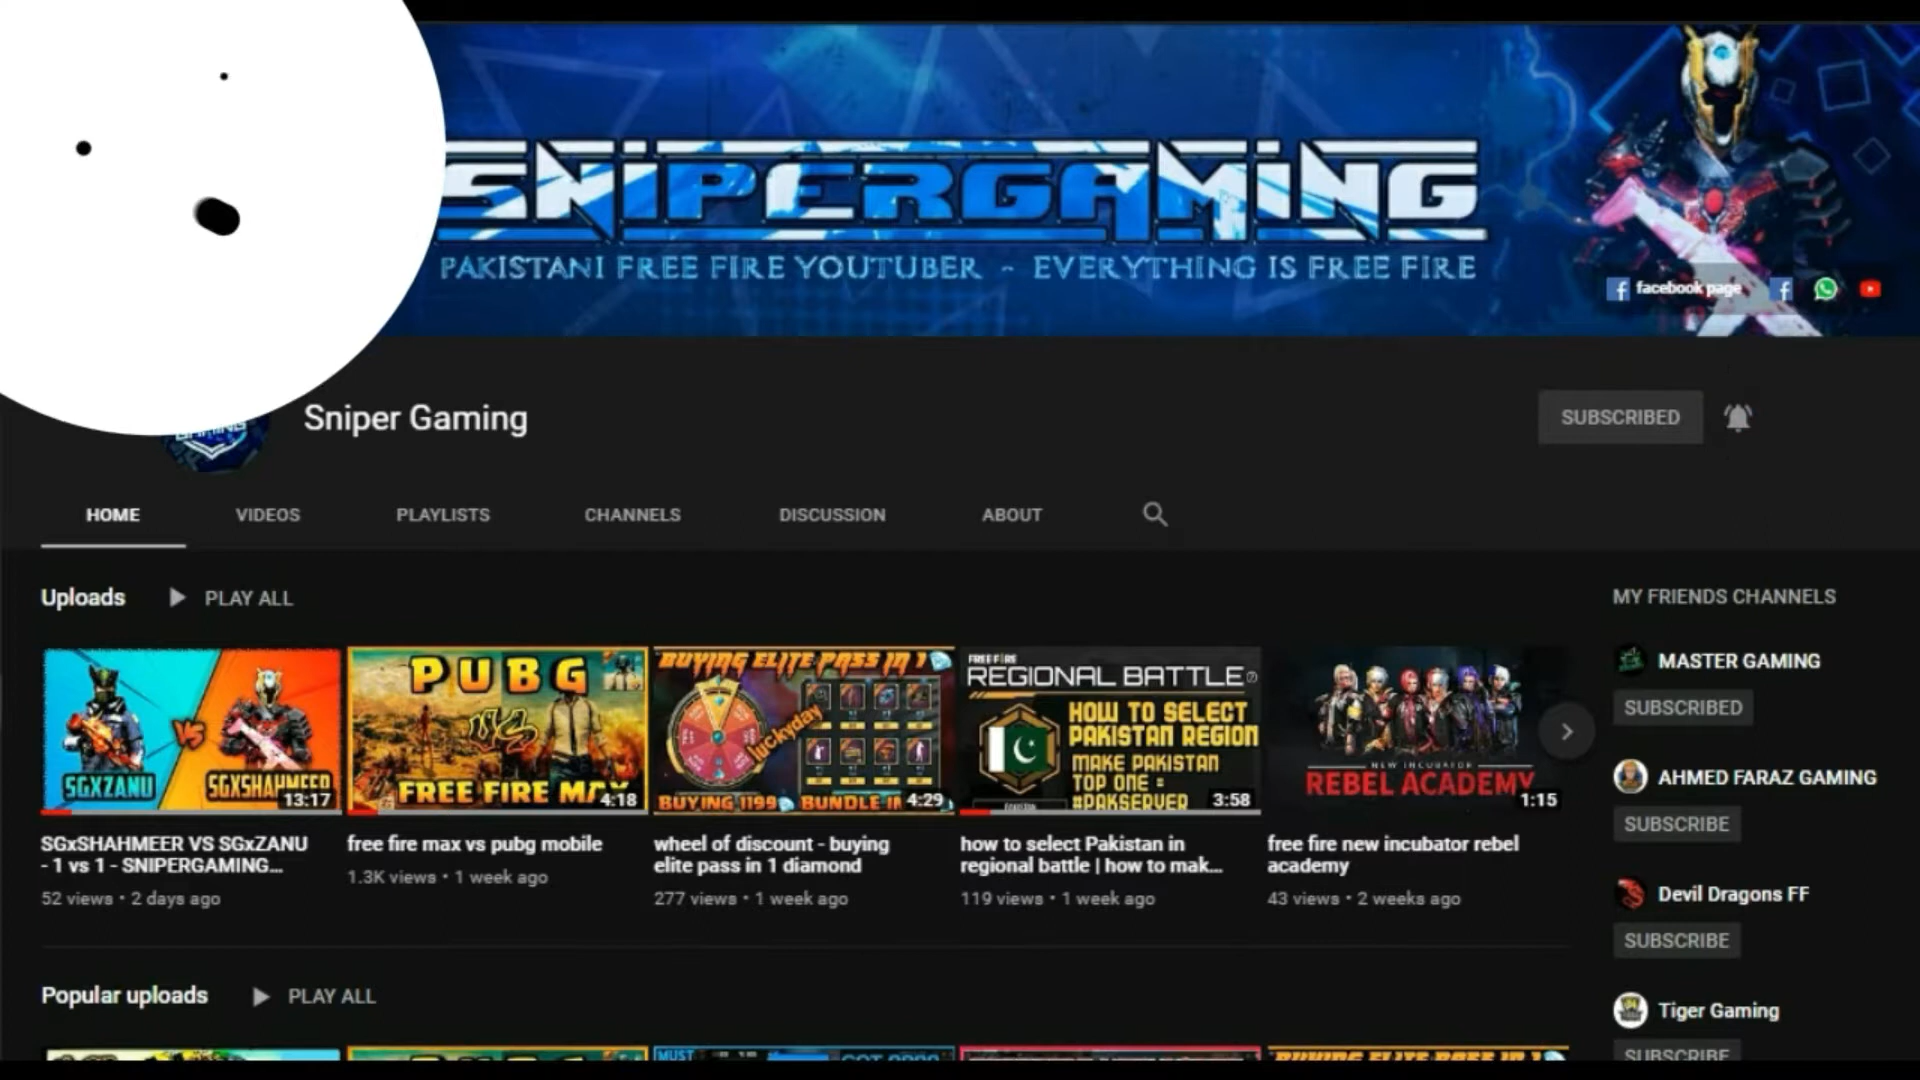 SNIPERGAMING
PAKISTANI FREE FIRE YOUTUBER - EVERYTHING IS FREE FIRE
facebook page
Sniper Gaming
SUBSCRIBED
HOME
VIDEOS
PLAYLISTS
CHANNELS
DISCUSSION
ABOUT
Uploads
PLAY ALL
SGXZANU
VS
SGXSHAHMEER
13:17
SGxSHAHMEER VS SGxZANU
- 1 vs 1 - SNIPERGAMING...
52 views • 2 days ago
PUBG
VS
FREE FIRE MAX
4:18
free fire max vs pubg mobile
1.3K views • 1 week ago
BUYING ELITE PASS IN 1
luckyday
BUYING 1199
BUNDLE IN
4:29
wheel of discount - buying
elite pass in 1 diamond
277 views • 1 week ago
FREE FIRE
REGIONAL BATTLE
HOW TO SELECT
PAKISTAN REGION
MAKE PAKISTAN
TOP ONE =
#PAKSERVER
3:58
how to select Pakistan in
regional battle | how to mak...
119 views • 1 week ago
NEW INCUBATOR
REBEL ACADEMY
1:15
free fire new incubator rebel
academy
43 views • 2 weeks ago
MY FRIENDS CHANNELS
MASTER GAMING
SUBSCRIBED
AHMED FARAZ GAMING
SUBSCRIBE
Devil Dragons FF
SUBSCRIBE
Tiger Gaming
SUBSCRIBE
Popular uploads
PLAY ALL
MUST
BUYING ELITE PASS IN 1